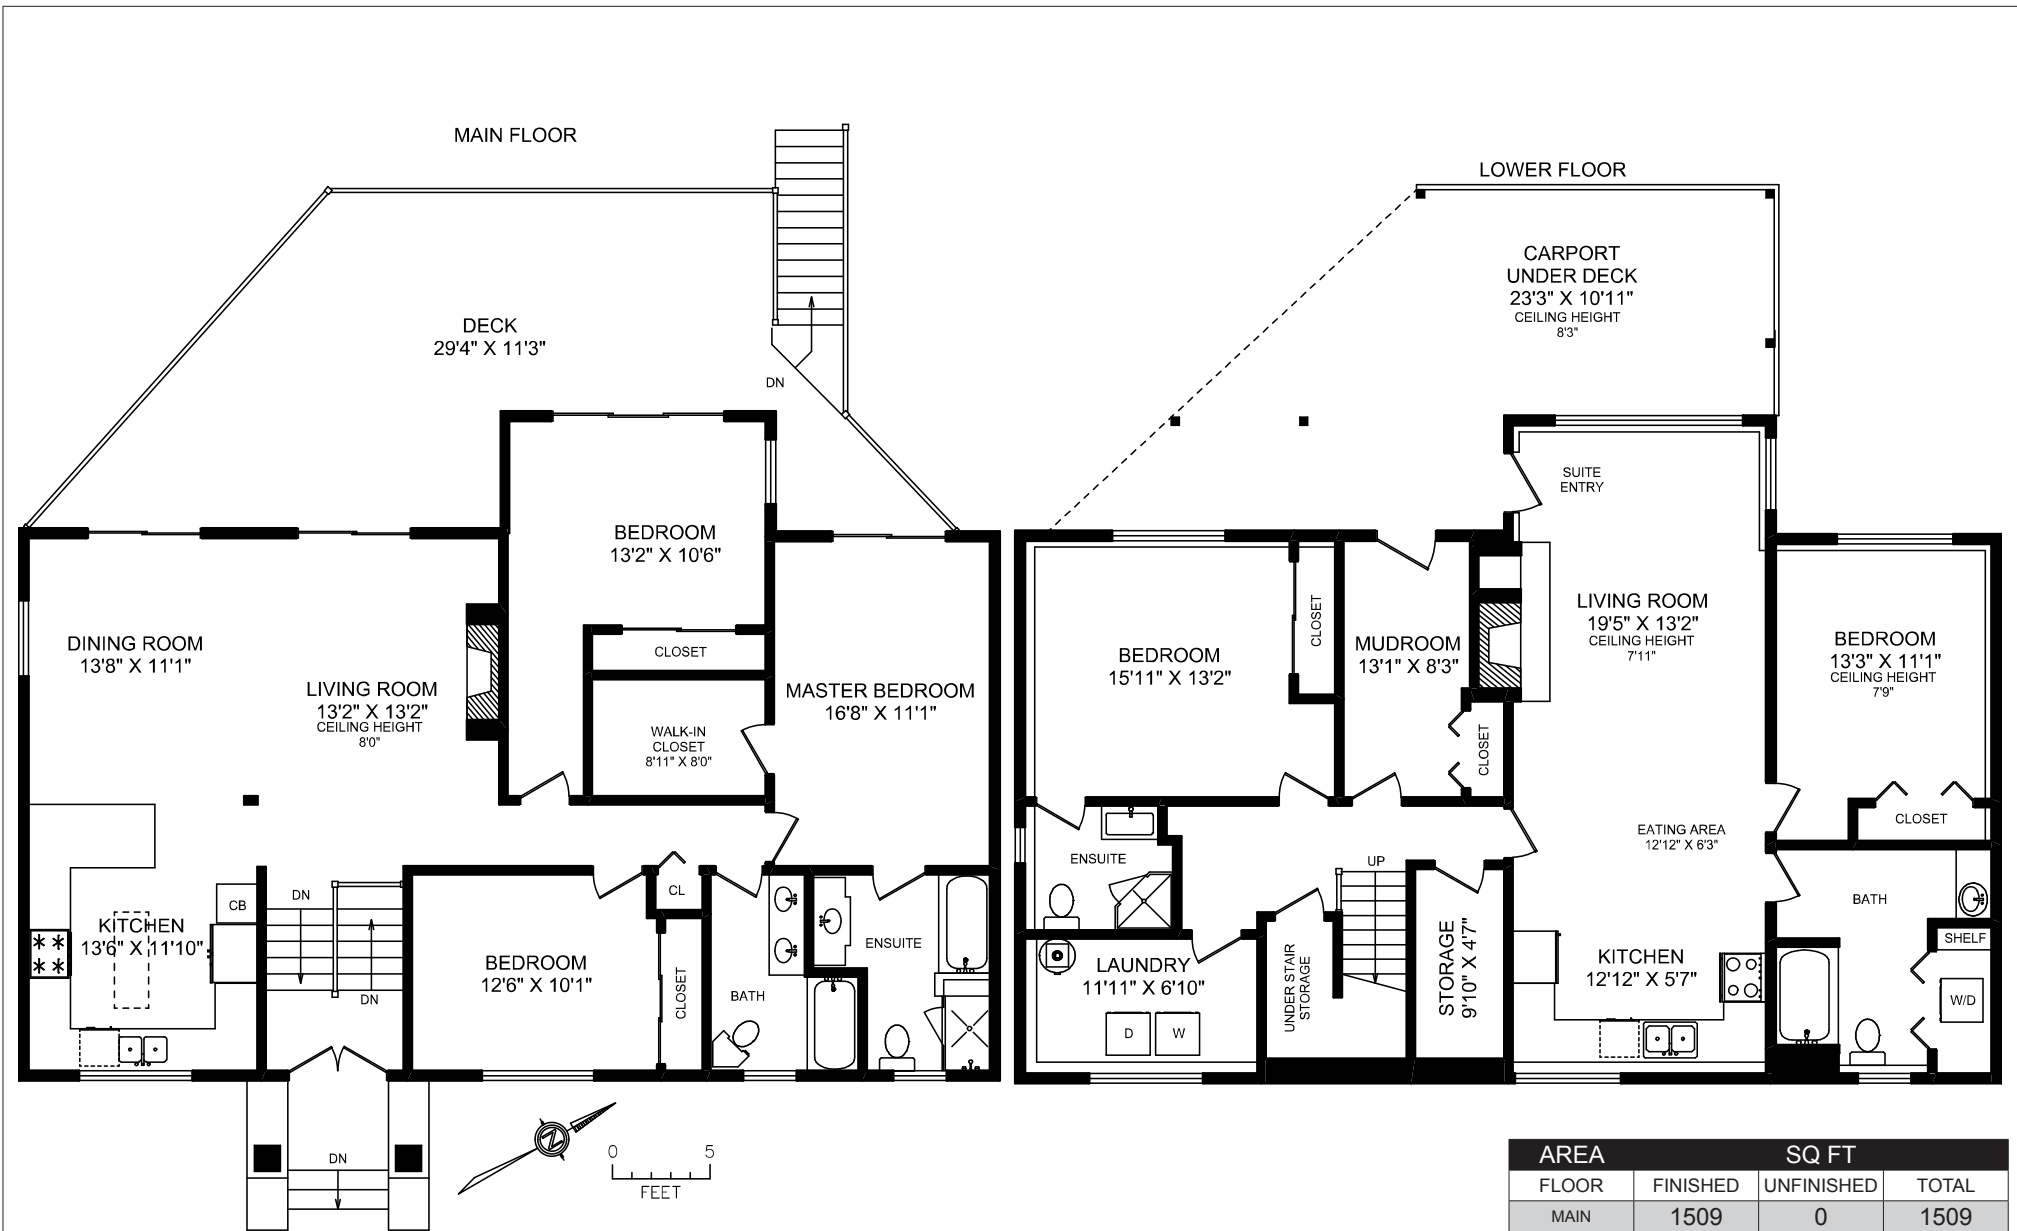 MAIN FLOOR
DECK
29'4" X 11'3"
DN
BEDROOM
13'2" X 10'6"
CLOSET
DINING ROOM
13'8" X 11'1"
LIVING ROOM
13'2" X 13'2"
CEILING HEIGHT
8'0"
WALK-IN
CLOSET
8'11" X 8'0"
MASTER BEDROOM
16'8" X 11'1"
KITCHEN
13'6" X 11'10"
CB
DN
DN
BEDROOM
12'6" X 10'1"
CL
CLOSET
BATH
ENSUITE
DN
N
0 5
FEET
LOWER FLOOR
CARPORT
UNDER DECK
23'3" X 10'11"
CEILING HEIGHT
8'3"
SUITE
ENTRY
BEDROOM
15'11" X 13'2"
CLOSET
MUDROOM
13'1" X 8'3"
CLOSET
LIVING ROOM
19'5" X 13'2"
CEILING HEIGHT
7'11"
BEDROOM
13'3" X 11'1"
CEILING HEIGHT
7'9"
CLOSET
EATING AREA
12'12" X 6'3"
ENSUITE
UP
LAUNDRY
11'11" X 6'10"
D
W
UNDER STAIR
STORAGE
STORAGE
9'10" X 4'7"
KITCHEN
12'12" X 5'7"
BATH
SHELF
W/D
AREA SQ FT
FLOOR FINISHED UNFINISHED TOTAL
MAIN 1509 0 1509